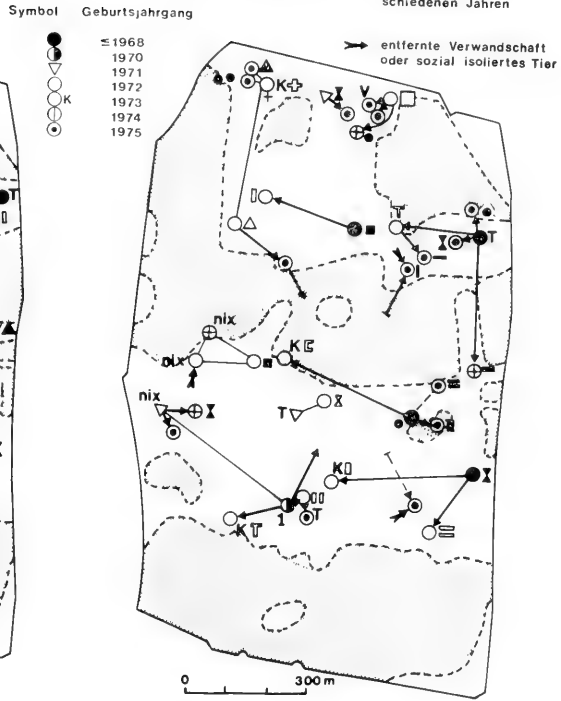 schiedenen Jahren
Symbol Geburtsjahrgang
≤1968
1970
1971
1972
K 1973
1974
1975
entfernte Verwandschaft
oder sozial isoliertes Tier
K
V
T
T
T
I
nix
K
nix
nix
T
K
1
T
K T
0 300 m